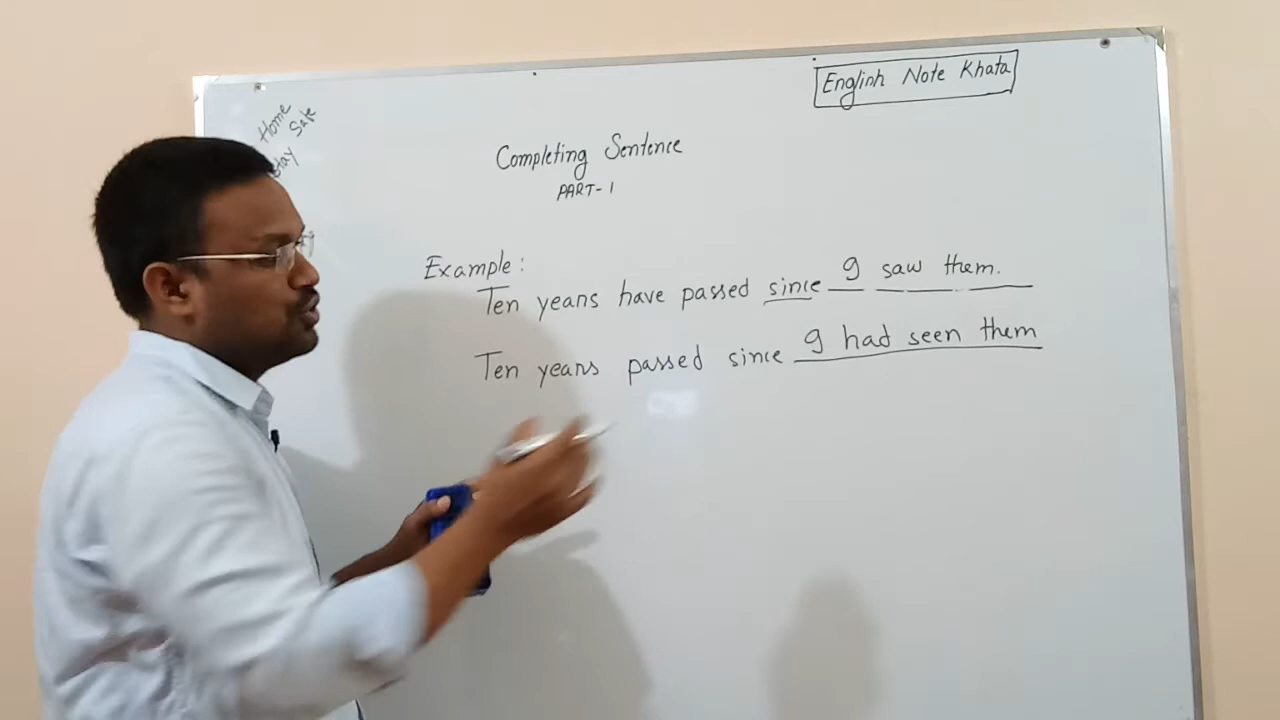 English Note Khata
Home
Stay Safe
Completing Sentence
PART-1
Example:
Ten years have passed since I saw them.
Ten years passed since I had seen them